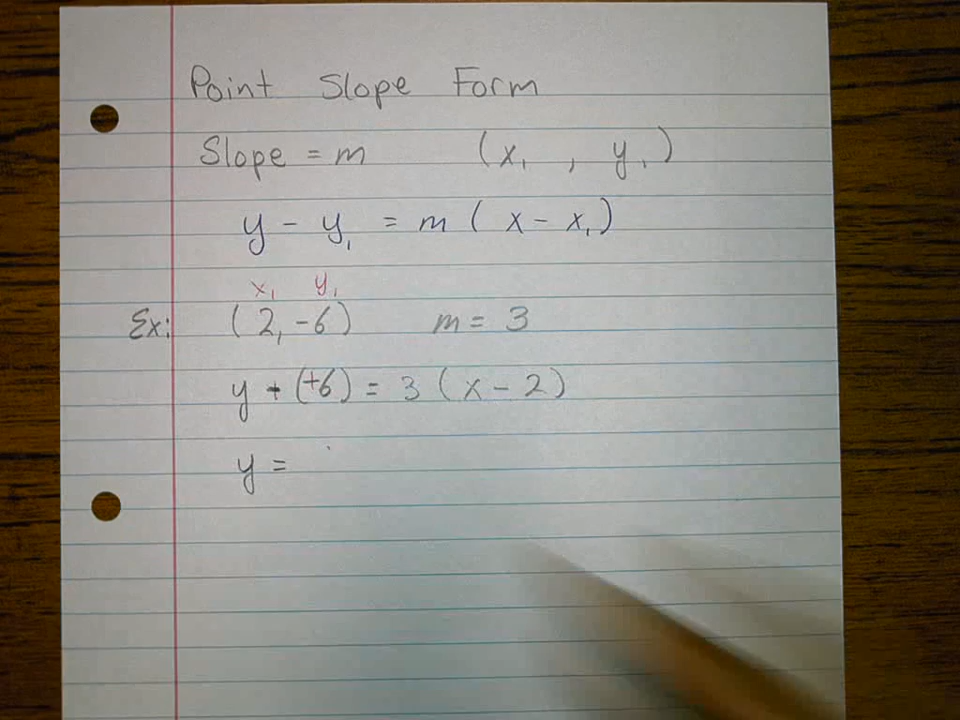 Point Slope Form
Slope = m (x₁ , y₁)
y - y₁ = m ( x - x₁)
x₁ y₁
Ex: (2, -6) m = 3
y + (+6) = 3 (x - 2)
y =